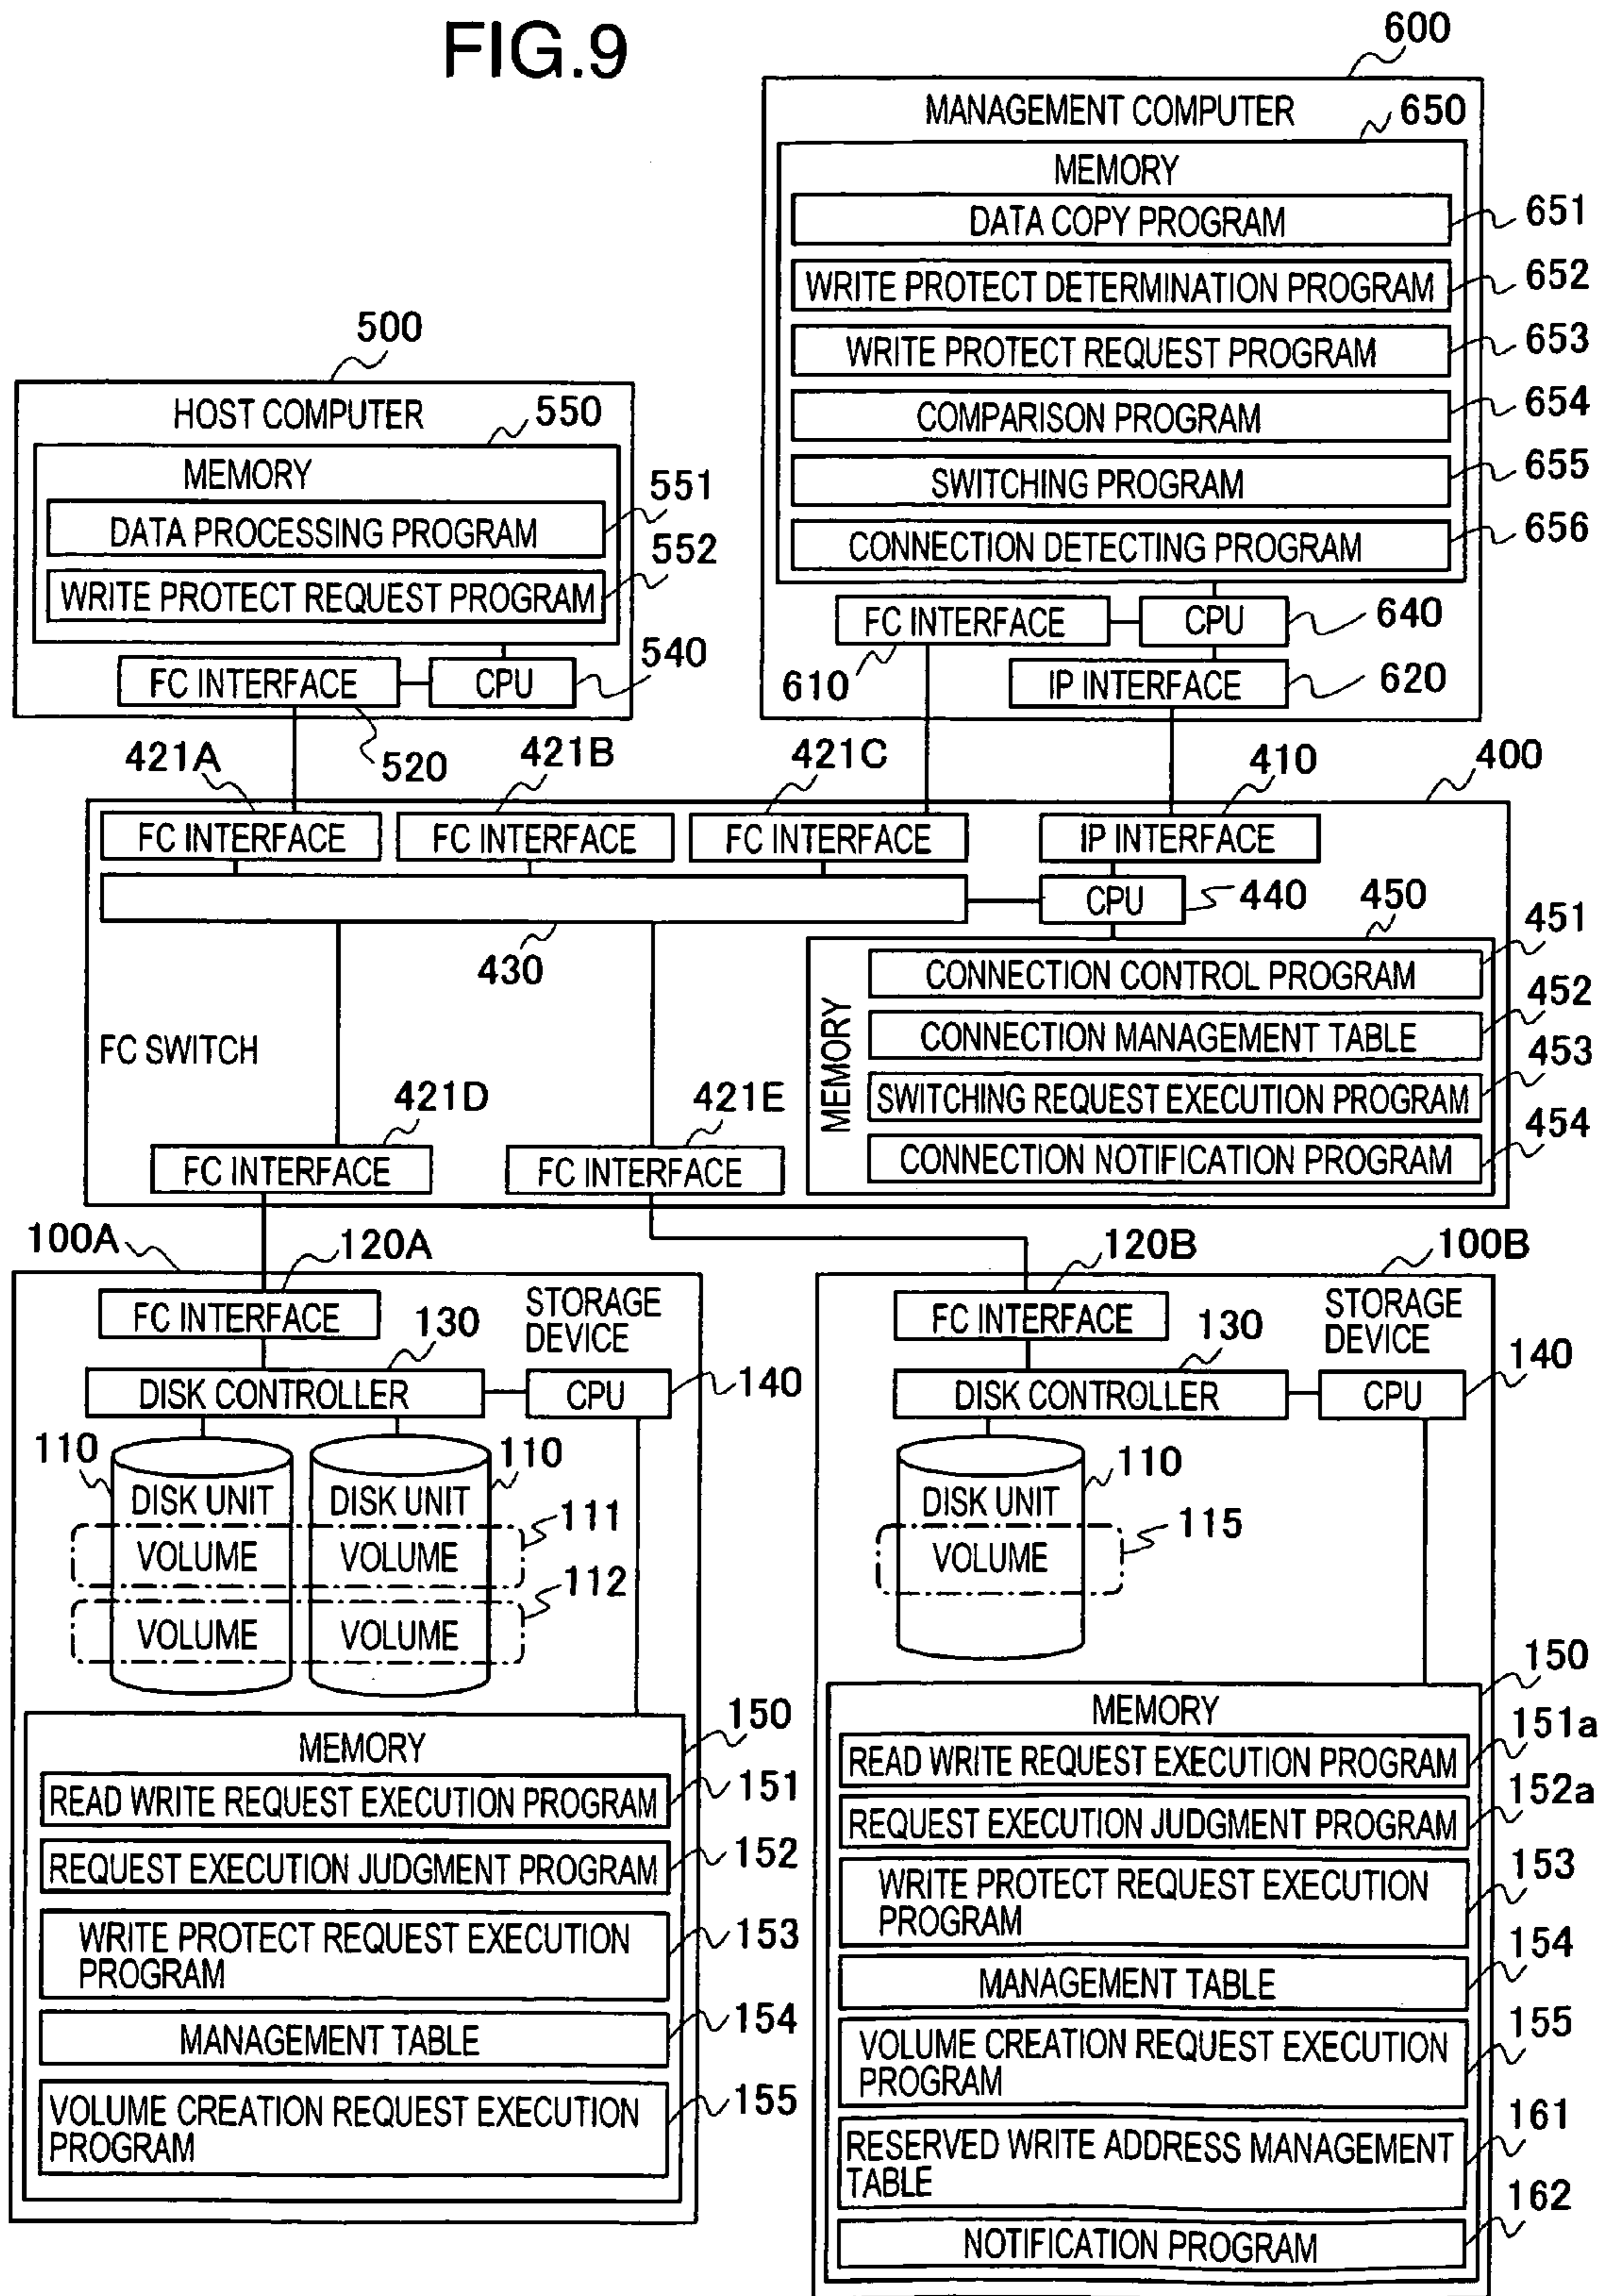 FIG.9
600
MANAGEMENT COMPUTER
650
MEMORY
DATA COPY PROGRAM
651
WRITE PROTECT DETERMINATION PROGRAM
652
WRITE PROTECT REQUEST PROGRAM
653
COMPARISON PROGRAM
654
SWITCHING PROGRAM
655
CONNECTION DETECTING PROGRAM
656
FC INTERFACE
CPU
640
610
IP INTERFACE
620
500
HOST COMPUTER
550
MEMORY
551
DATA PROCESSING PROGRAM
552
WRITE PROTECT REQUEST PROGRAM
FC INTERFACE
CPU
540
520
421A
421B
421C
410
400
FC INTERFACE
FC INTERFACE
FC INTERFACE
IP INTERFACE
CPU
440
430
450
451
CONNECTION CONTROL PROGRAM
452
CONNECTION MANAGEMENT TABLE
453
SWITCHING REQUEST EXECUTION PROGRAM
454
CONNECTION NOTIFICATION PROGRAM
MEMORY
FC SWITCH
421D
421E
FC INTERFACE
FC INTERFACE
100A
120A
FC INTERFACE
STORAGE
DEVICE
130
DISK CONTROLLER
CPU
140
110
110
DISK UNIT
DISK UNIT
111
VOLUME
VOLUME
112
VOLUME
VOLUME
150
MEMORY
READ WRITE REQUEST EXECUTION PROGRAM
151
REQUEST EXECUTION JUDGMENT PROGRAM
152
WRITE PROTECT REQUEST EXECUTION
PROGRAM
153
MANAGEMENT TABLE
154
VOLUME CREATION REQUEST EXECUTION
PROGRAM
155
120B
100B
FC INTERFACE
STORAGE
DEVICE
130
DISK CONTROLLER
CPU
140
110
DISK UNIT
115
VOLUME
150
MEMORY
151a
READ WRITE REQUEST EXECUTION PROGRAM
152a
REQUEST EXECUTION JUDGMENT PROGRAM
153
WRITE PROTECT REQUEST EXECUTION
PROGRAM
154
MANAGEMENT TABLE
155
VOLUME CREATION REQUEST EXECUTION
PROGRAM
161
RESERVED WRITE ADDRESS MANAGEMENT
TABLE
162
NOTIFICATION PROGRAM